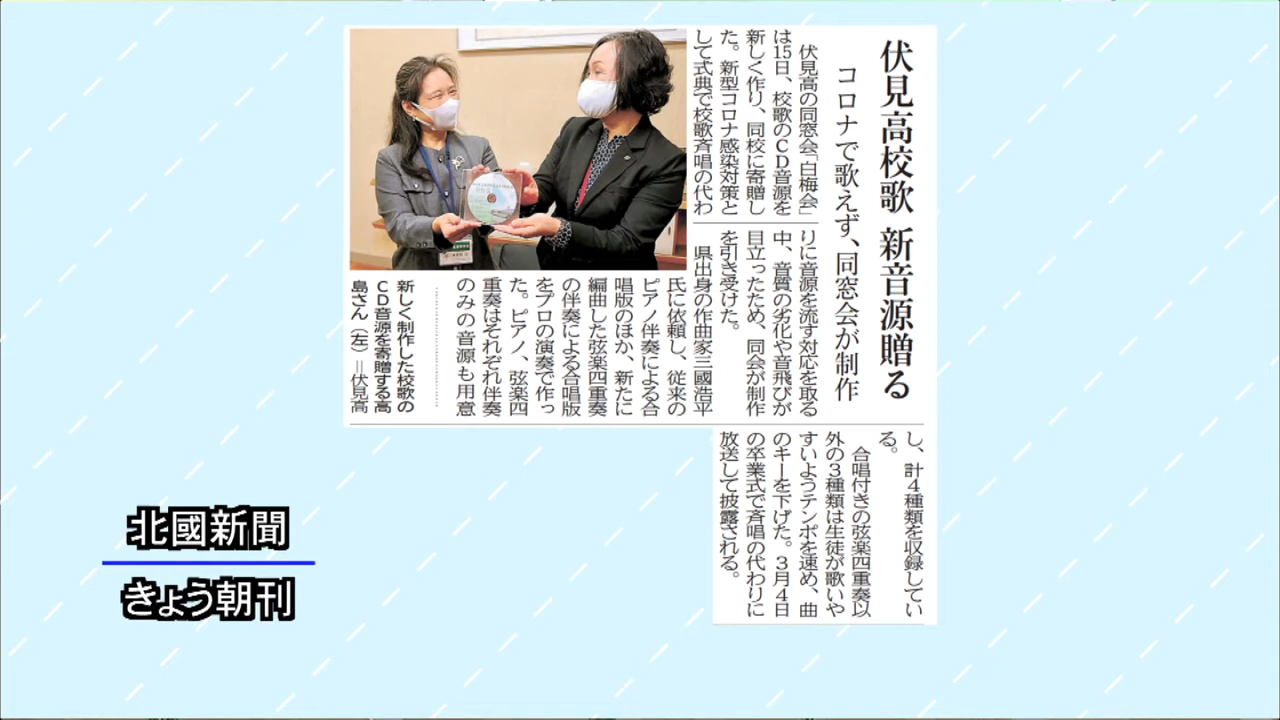 伏見高校歌 新音源贈る
コロナで歌えず、同窓会が制作
伏見高の同窓会「白梅会」
は15日、校歌のCD音源を
新しく作り、同校に寄贈し
た。新型コロナ感染対策と
して式典で校歌斉唱の代わ
りに音源を流す対応を取る
中、音質の劣化や音飛びが
目立ったため、同会が制作
を引き受けた。
県出身の作曲家三國浩平
氏に依頼し、従来の
ピアノ伴奏による合
唱版のほか、新たに
編曲した弦楽四重奏
の伴奏による合唱版
をプロの演奏で作っ
た。ピアノ、弦楽四
重奏はそれぞれ伴奏
のみの音源も用意
し、計4種類を収録してい
る。
合唱付きの弦楽四重奏以
外の3種類は生徒が歌いや
すいようテンポを速め、曲
のキーを下げた。3月4日
の卒業式で斉唱の代わりに
放送して披露される。
新しく制作した校歌の
CD音源を寄贈する高
島さん(左)=伏見高
北國新聞
きょう朝刊